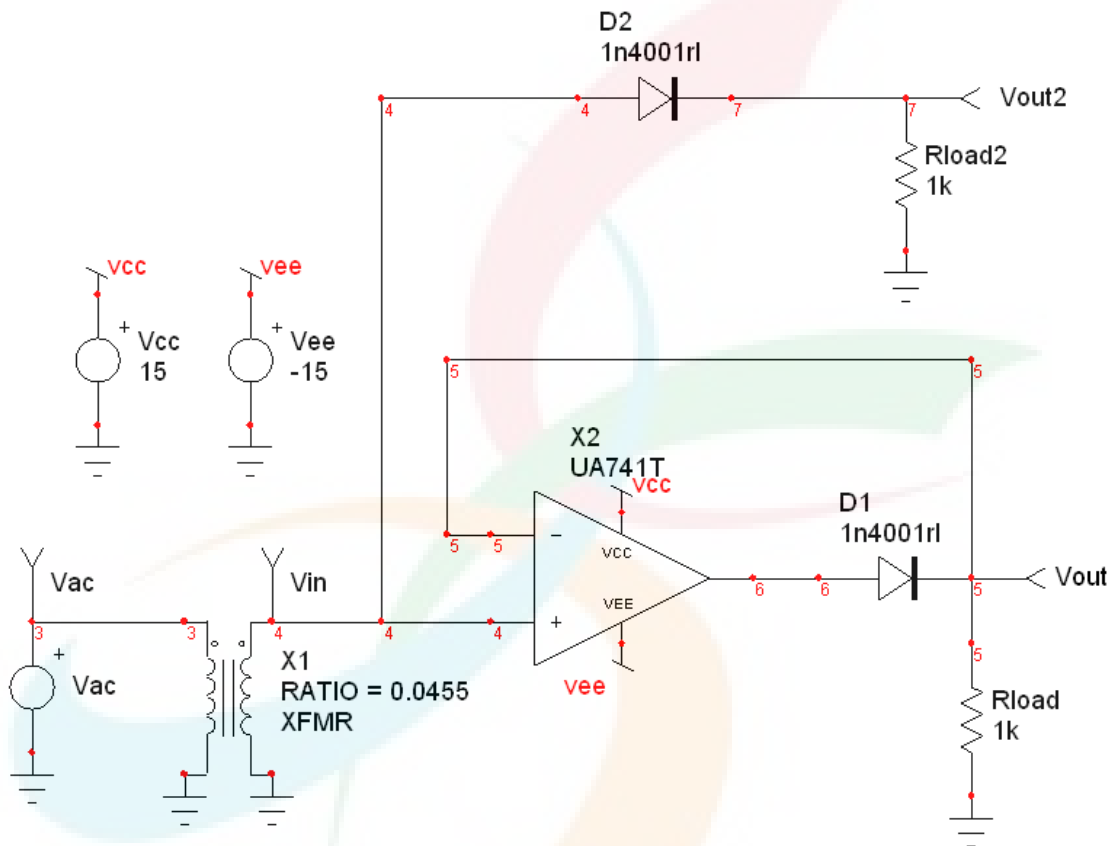 D2
1n4001rl
4
4
7
7
Vout2
Rload2
1k
vcc
vee
+
Vcc
15
+
Vee
-15
5
5
X2
UA741T
vcc
D1
1n4001rl
5
5
−
VCC
6
6
5
Vout
VEE
+
vee
Vac
Vin
3
3
4
4
4
5
+
Vac
X1
RATIO = 0.0455
XFMR
Rload
1k